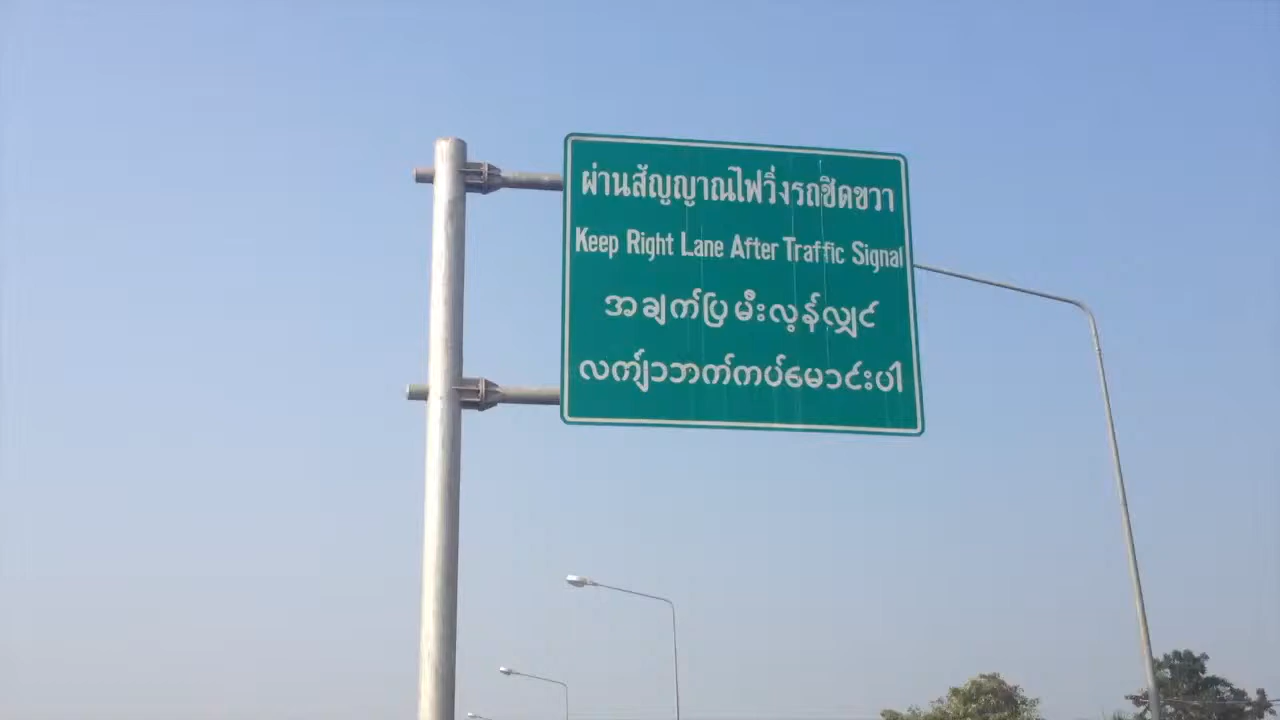 ผ่านสัญญาณไฟวิ่งรถชิดขวา
Keep Right Lane After Traffic Signal
အချက်ပြမီးလွန်လျှင်
လက်ျာဘက်ကပ်မောင်းပါ